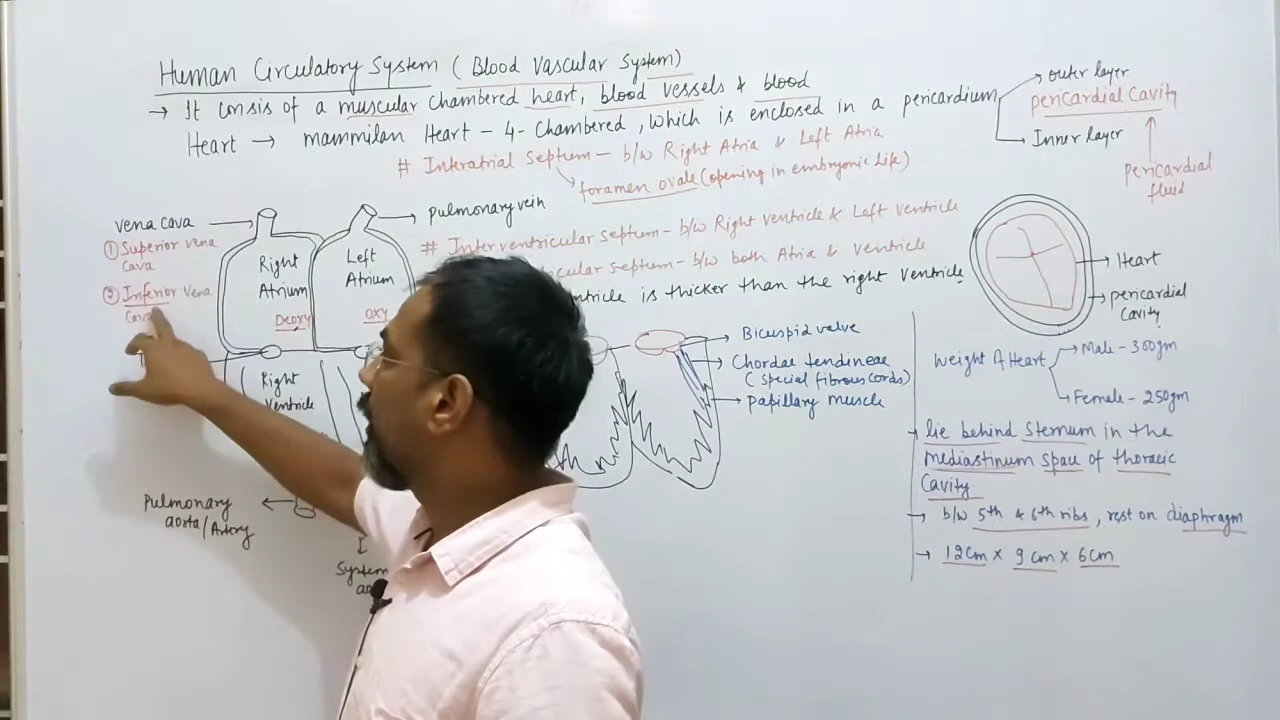 Human Circulatory System (Blood Vascular System)
→ It consis of a muscular chambered heart, blood vessels & blood
Heart → mammilan Heart - 4-Chambered, which is enclosed in a pericardium
outer layer
pericardial Cavity
Inner layer
pericardial
fluid
# Interatrial Septum - b/w Right Atria & Left Atria
foramen ovale (opening in embryonic life)
# Interventricular septum - b/w Right ventricle & Left ventricle
icular septum - b/w both Atria & ventricle
ntricle is thicker than the right ventricle.
vena cava
① Superior vena
cava
② Inferior vena
Cava
pulmonary vein
Right
Atrium
Deoxy
Left
Atrium
oxy
Right
Ventricle
Pulmonary
aorta/Artery
System
Bicuspid valve
Chordae tendineae
(special fibrous cords)
papillary muscle
Heart
pericardial
cavity
Weight of Heart
Male - 300gm
Female - 250gm
→ lie behind Sternum in the
mediastinum space of thoracic
Cavity
→ b/w 5th & 6th ribs, rest on diaphragm
→ 12cm x 9cm x 6cm